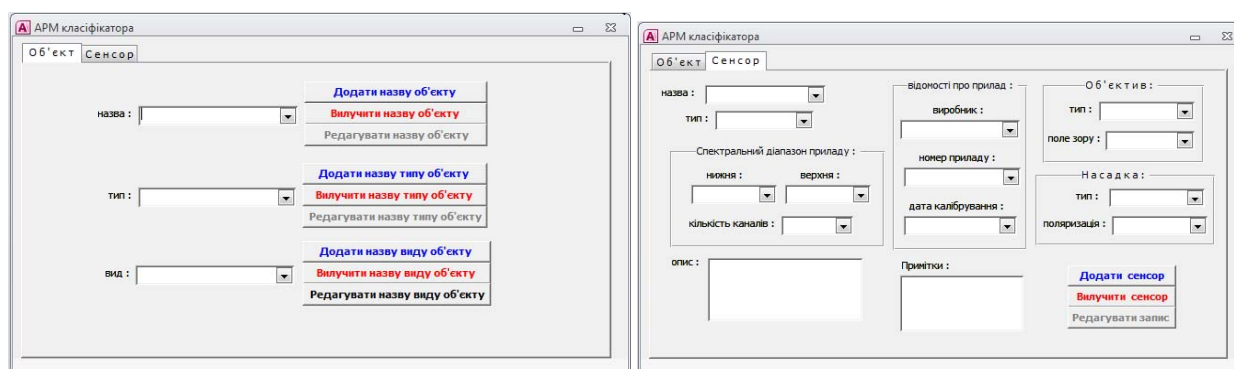 АРМ класіфікатора
Об'єкт Сенсор
назва :
Додати назву об'єкту
Вилучити назву об'єкту
Редагувати назву об'єкту
тип :
Додати назву типу об'єкту
Вилучити назву типу об'єкту
Редагувати назву типу об'єкту
вид :
Додати назву виду об'єкту
Вилучити назву виду об'єкту
Редагувати назву виду об'єкту
АРМ класіфікатора
Об'єкт Сенсор
назва :
тип :
Спектральний діапазон приладу :
нижня : верхня :
кількість каналів :
відомості про прилад :
виробник :
номер приладу :
дата калібрування :
Об'єктив :
тип :
поле зору :
Насадка:
тип :
поляризація :
опис :
Примітки :
Додати сенсор
Вилучити сенсор
Редагувати запис